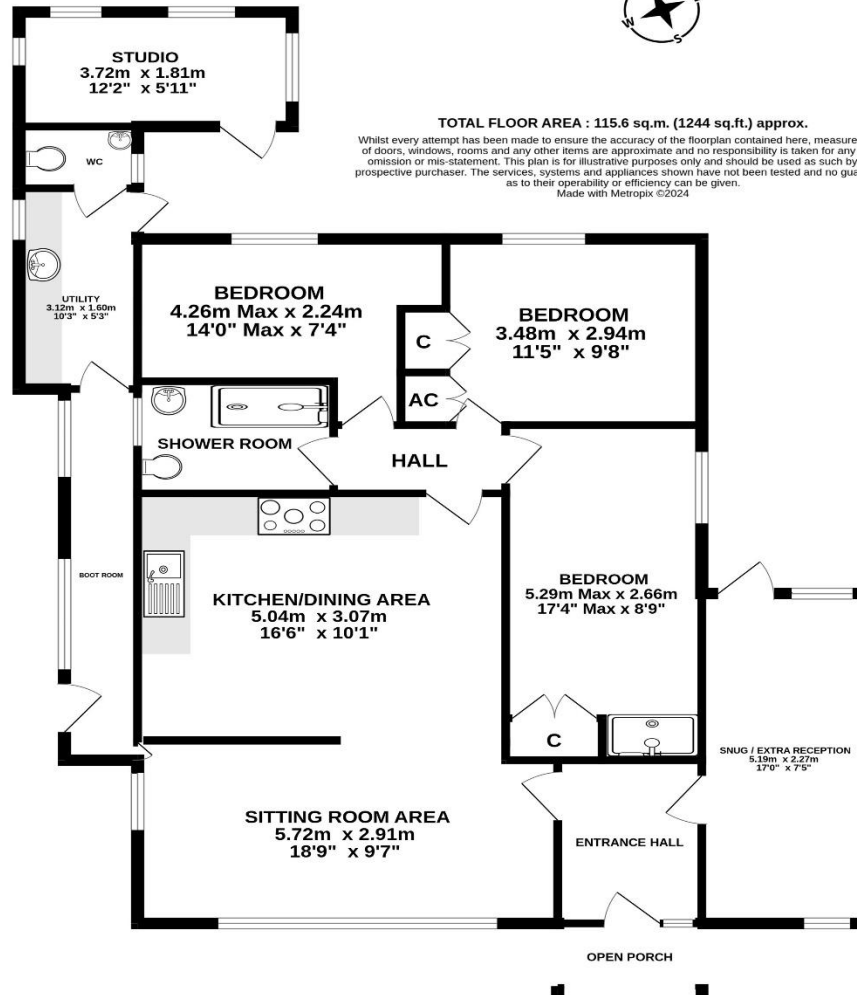 W
S
STUDIO
3.72m x 1.81m
12'2" x 5'11"
TOTAL FLOOR AREA : 115.6 sq.m. (1244 sq.ft.) approx.
Whilst every attempt has been made to ensure the accuracy of the floorplan contained here, measure
of doors, windows, rooms and any other items are approximate and no responsibility is taken for any
omission or mis-statement. This plan is for illustrative purposes only and should be used as such by
prospective purchaser. The services, systems and appliances shown have not been tested and no gua
as to their operability or efficiency can be given.
Made with Metropix ©2024
WC
UTILITY
3.12m x 1.60m
10'3" x 5'3"
BEDROOM
4.26m Max x 2.24m
14'0" Max x 7'4"
BEDROOM
3.48m x 2.94m
11'5" x 9'8"
C
AC
SHOWER ROOM
HALL
BOOT ROOM
KITCHEN/DINING AREA
5.04m x 3.07m
16'6" x 10'1"
BEDROOM
5.29m Max x 2.66m
17'4" Max x 8'9"
C
SNUG / EXTRA RECEPTION
5.19m x 2.27m
17'0" x 7'5"
SITTING ROOM AREA
5.72m x 2.91m
18'9" x 9'7"
ENTRANCE HALL
OPEN PORCH